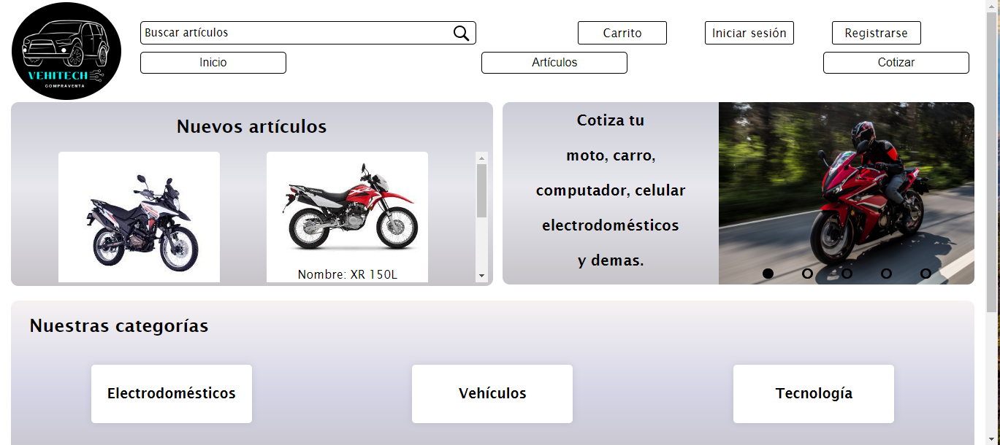 VEHITECH
COMPRAVENTA
Buscar artículos
Carrito
Iniciar sesión
Registrarse
Inicio
Artículos
Cotizar
Nuevos artículos
Nombre: XR 150L
Cotiza tu
moto, carro,
computador, celular
electrodomésticos
y demas.
Nuestras categorías
Electrodomésticos
Vehículos
Tecnología